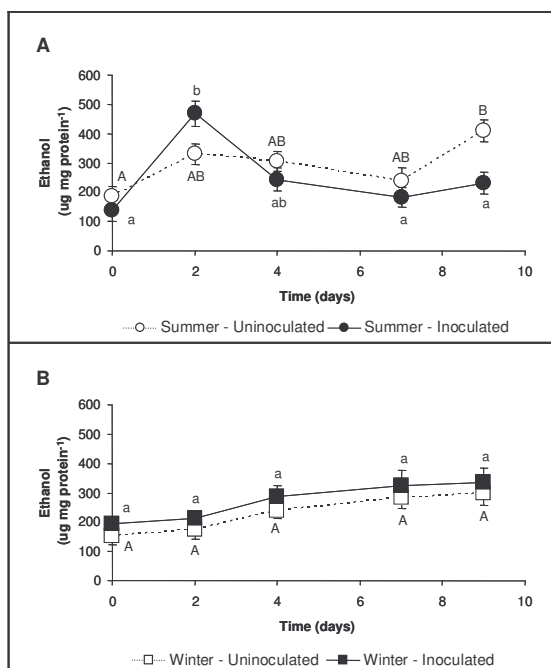 A
600
500
400
300
200
100
0
Ethanol
(ug mg protein⁻¹)
A
a
b
AB
AB
ab
AB
a
B
a
0 2 4 6 8 10
Time (days)
Summer - Uninoculated Summer - Inoculated
B
600
500
400
300
200
100
0
Ethanol
(ug mg protein⁻¹)
a
A
a
A
a
A
a
A
a
A
0 2 4 6 8 10
Time (days)
Winter - Uninoculated Winter - Inoculated